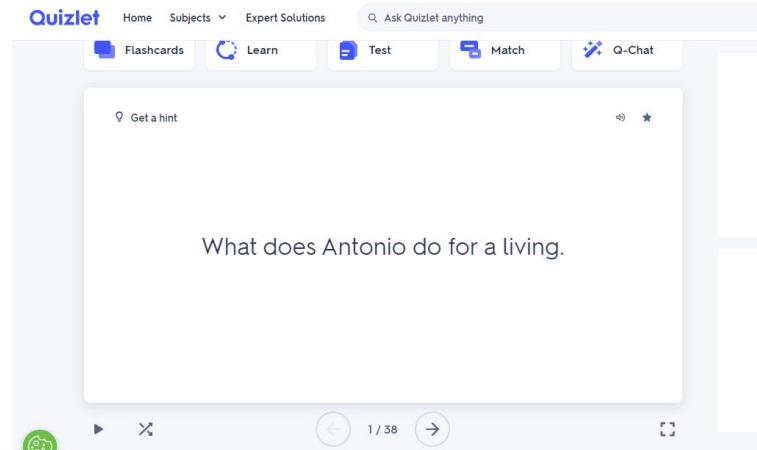 Quizlet Home Subjects Expert Solutions Ask Quizlet anything
Flashcards Learn Test Match Q-Chat
Get a hint
What does Antonio do for a living.
1 / 38